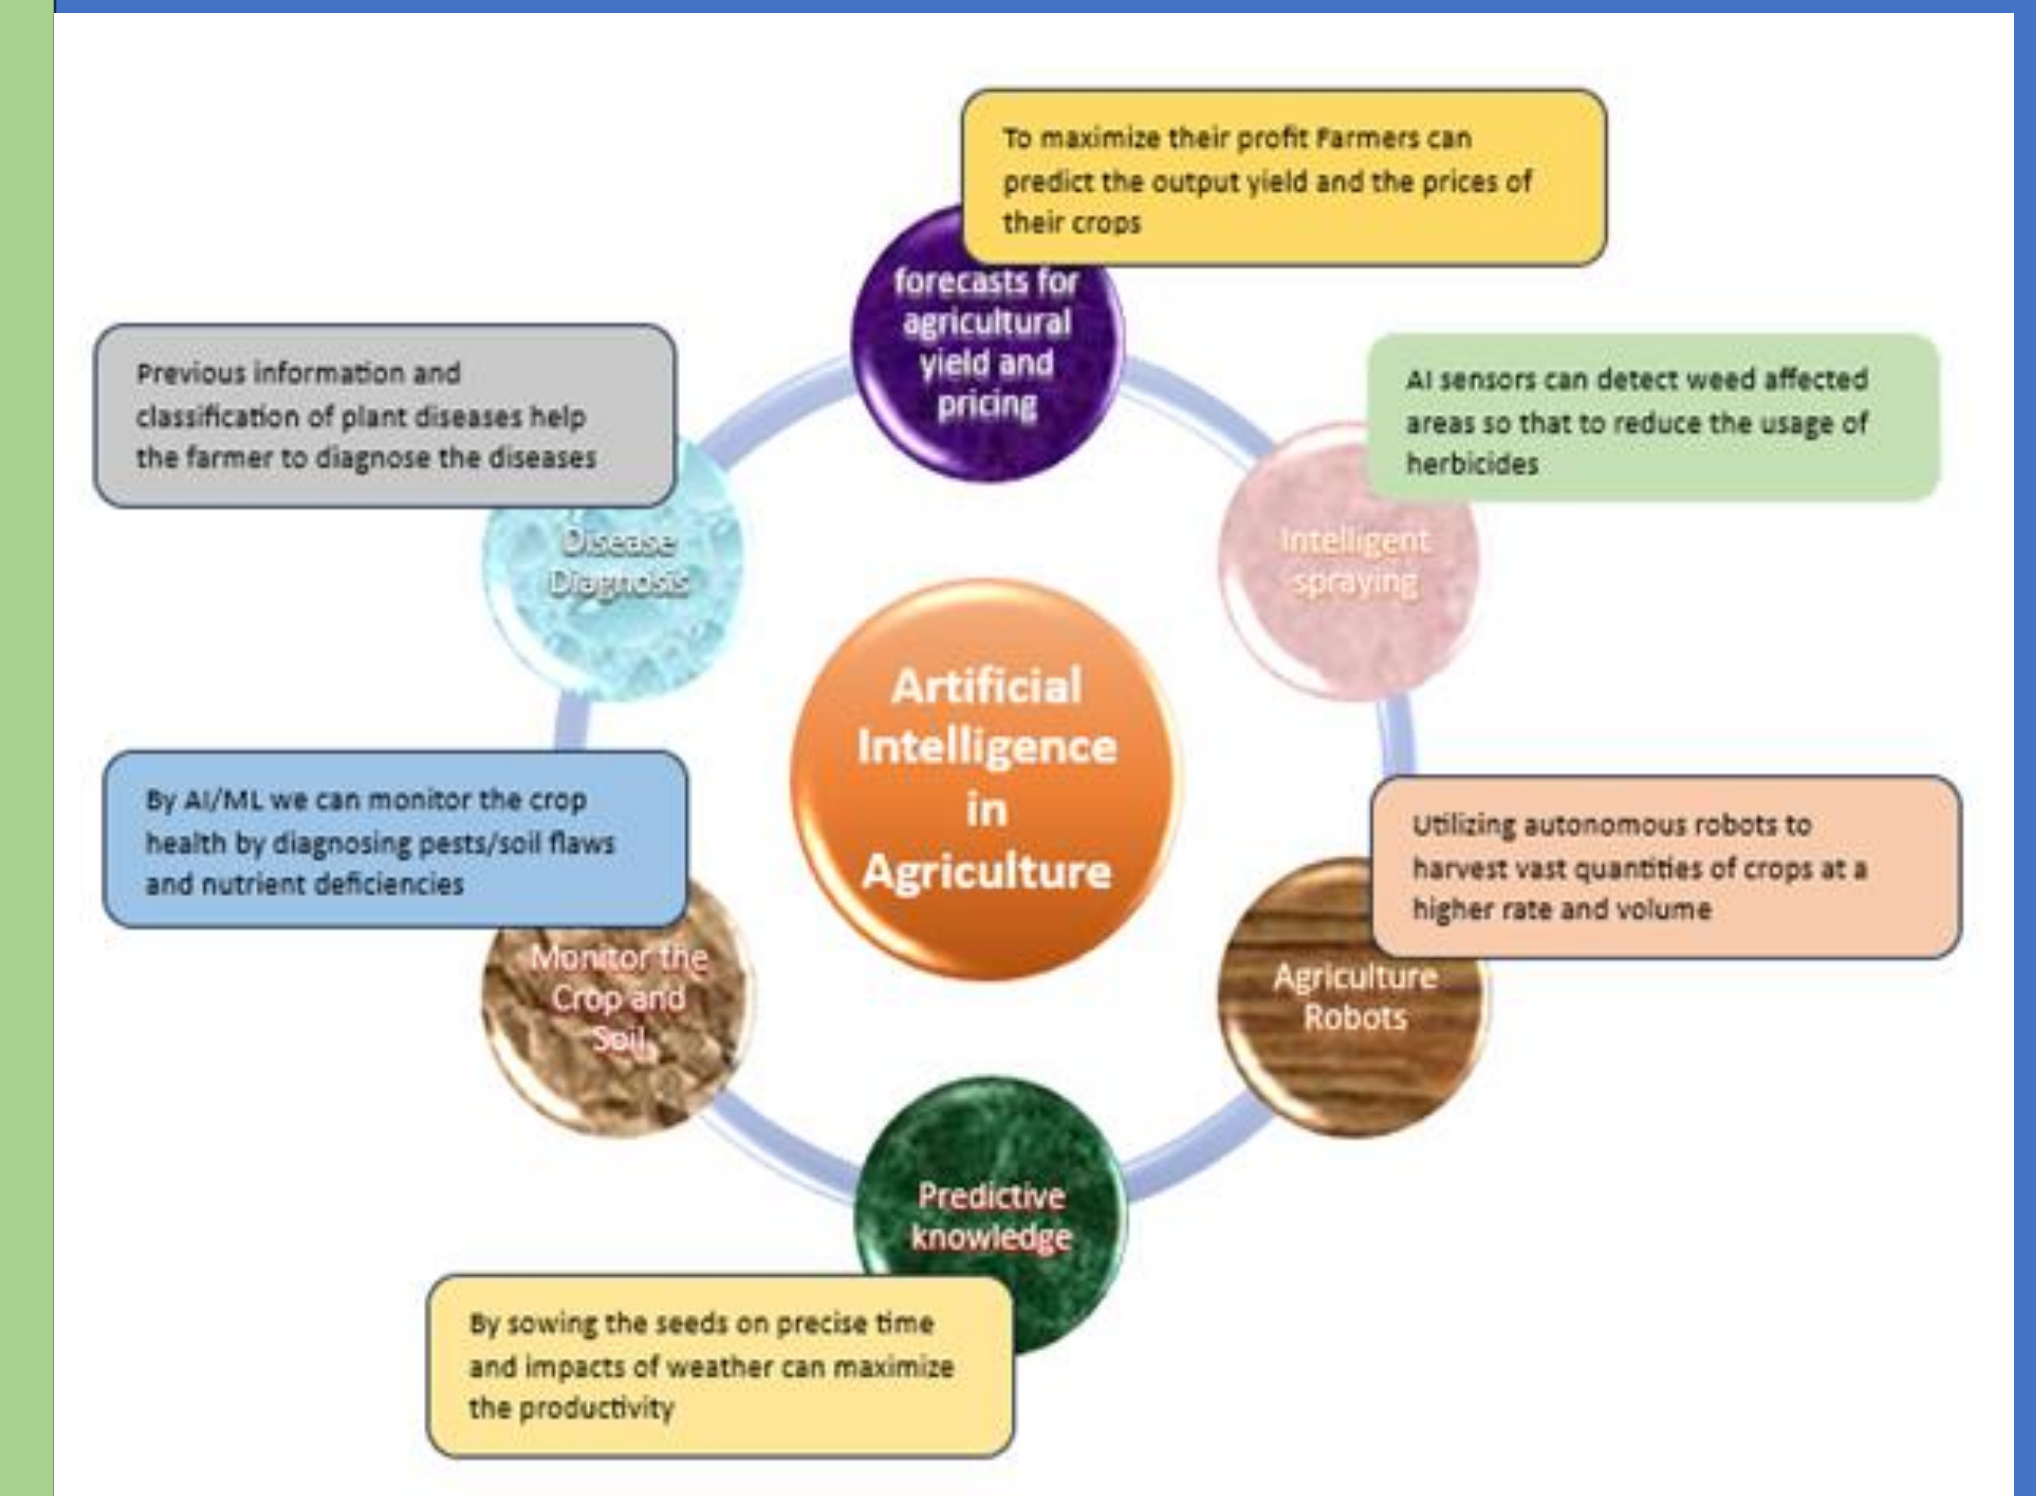 To maximize their profit Farmers can
predict the output yield and the prices of
their crops
forecasts for
agricultural
yield and
pricing
AI sensors can detect weed affected
areas so that to reduce the usage of
herbicides
Intelligent
spraying
Utilizing autonomous robots to
harvest vast quantities of crops at a
higher rate and volume
Agriculture
Robots
Predictive
knowledge
By sowing the seeds on precise time
and impacts of weather can maximize
the productivity
By AI/ML we can monitor the crop
health by diagnosing pests/soil flaws
and nutrient deficiencies
Monitor the
Crop and
Soil
Previous information and
classification of plant diseases help
the farmer to diagnose the diseases
Disease
Diagnosis
Artificial
Intelligence
in
Agriculture